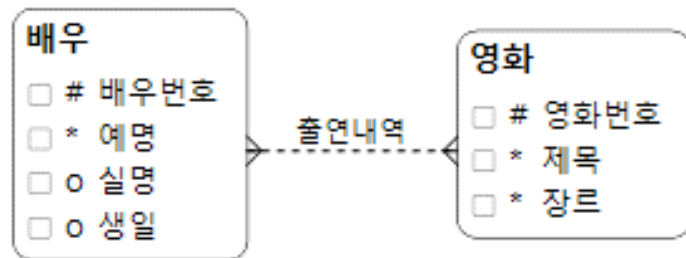 배우
# 배우번호
* 예명
o 실명
o 생일
출연내역
영화
# 영화번호
* 제목
* 장르